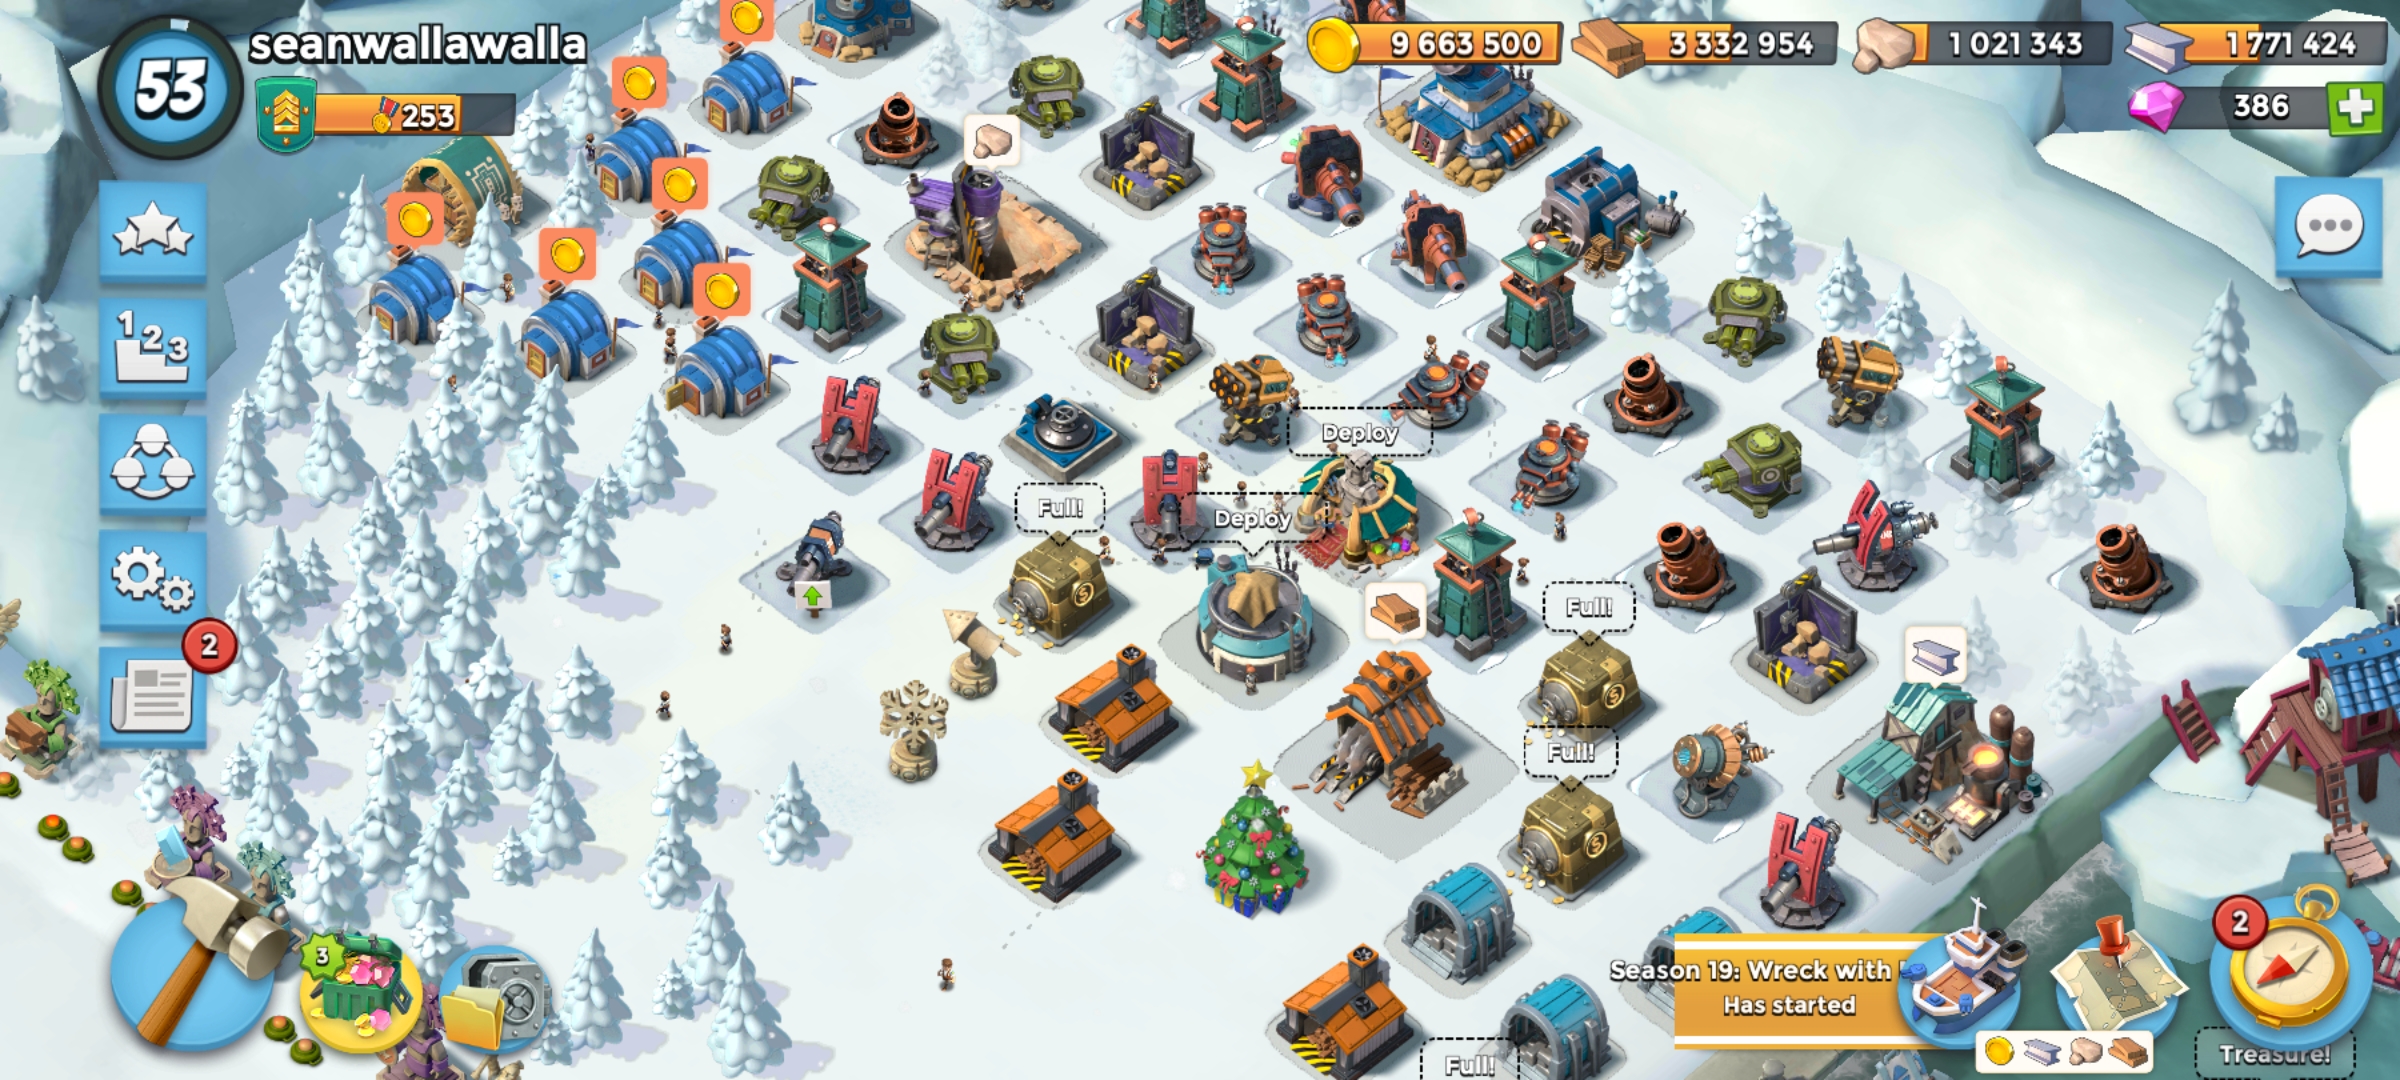 53
seanwallawalla
253
9 663 500
3 332 954
1 021 343
1 771 424
386
123
2
Deploy
Full!
Deploy
Full!
Full!
3
Season 19: Wreck with
Has started
2
Treasure!
Full!